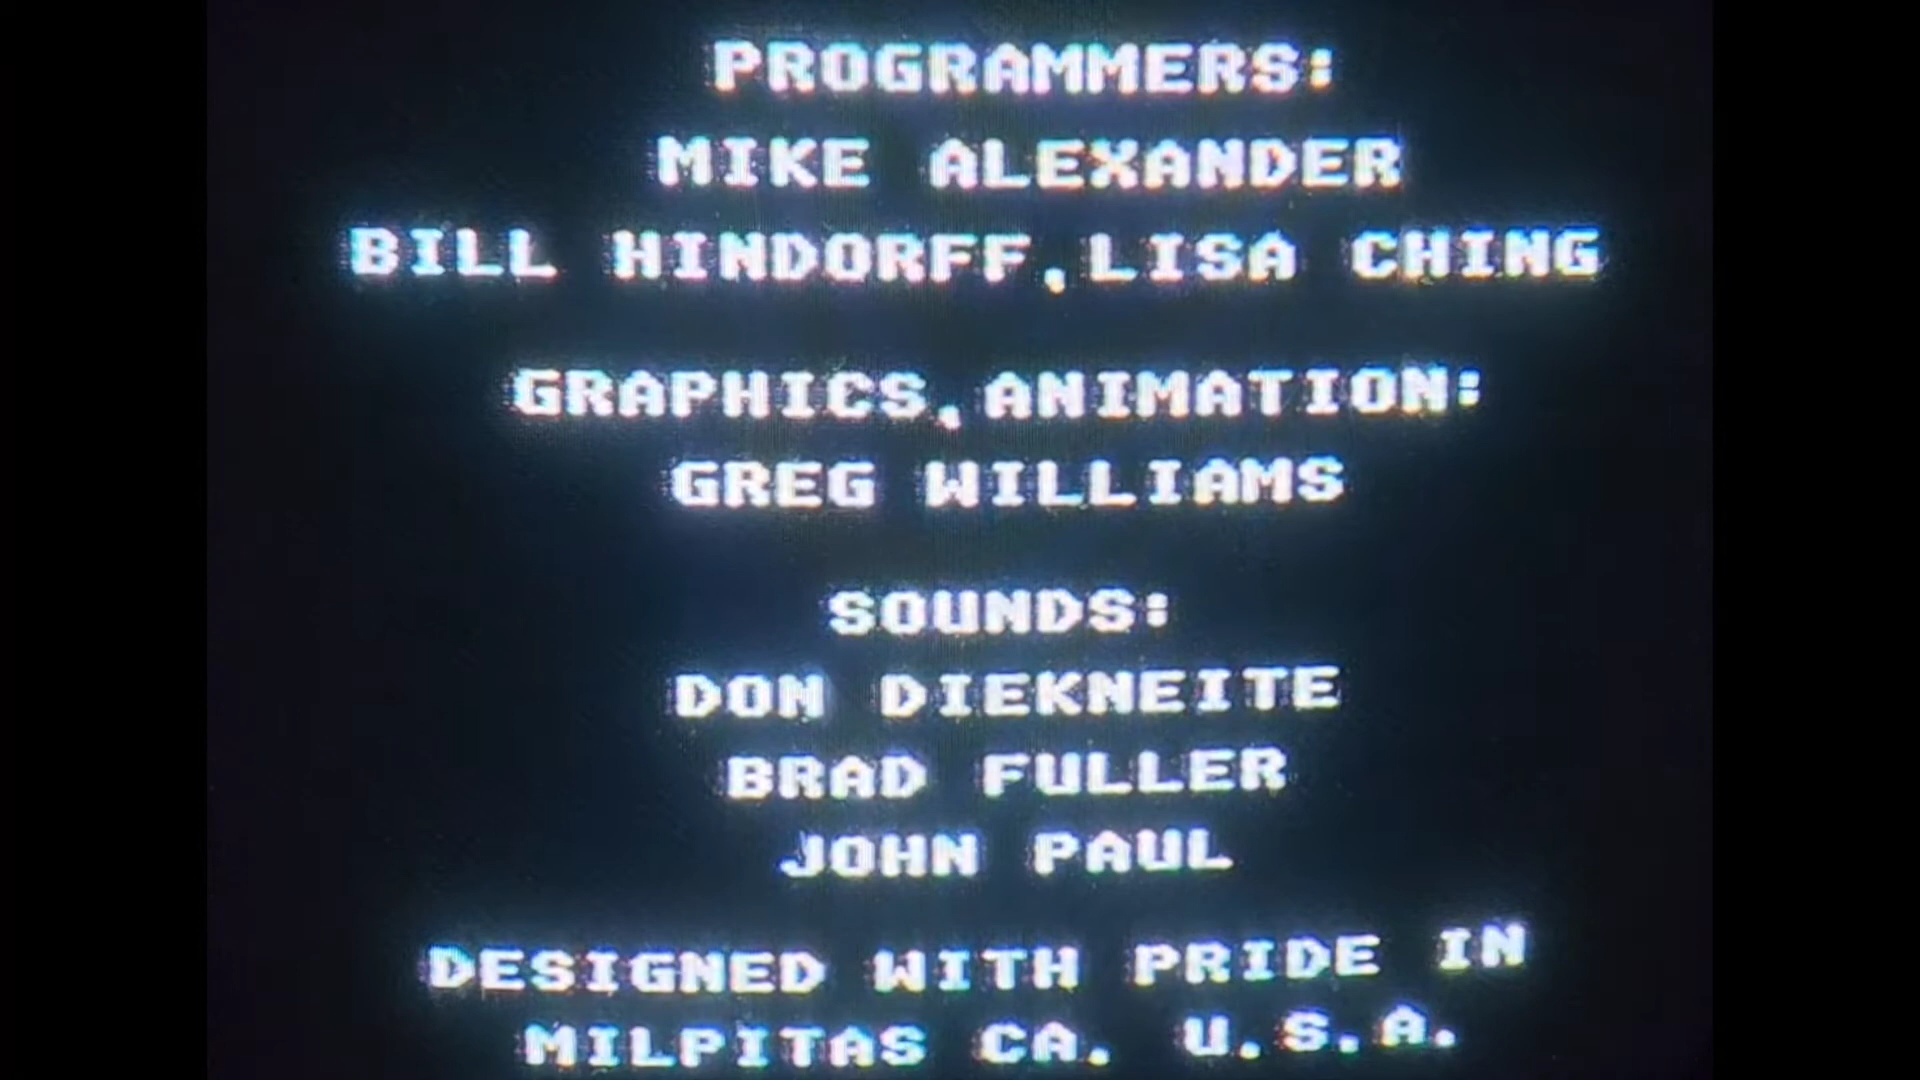 PROGRAMMERS:
MIKE ALEXANDER
BILL HINDORFF,LISA CHING
GRAPHICS,ANIMATION:
GREG WILLIAMS
SOUNDS:
DON DIEKNEITE
BRAD FULLER
JOHN PAUL
DESIGNED WITH PRIDE IN
MILPITAS CA. U.S.A.